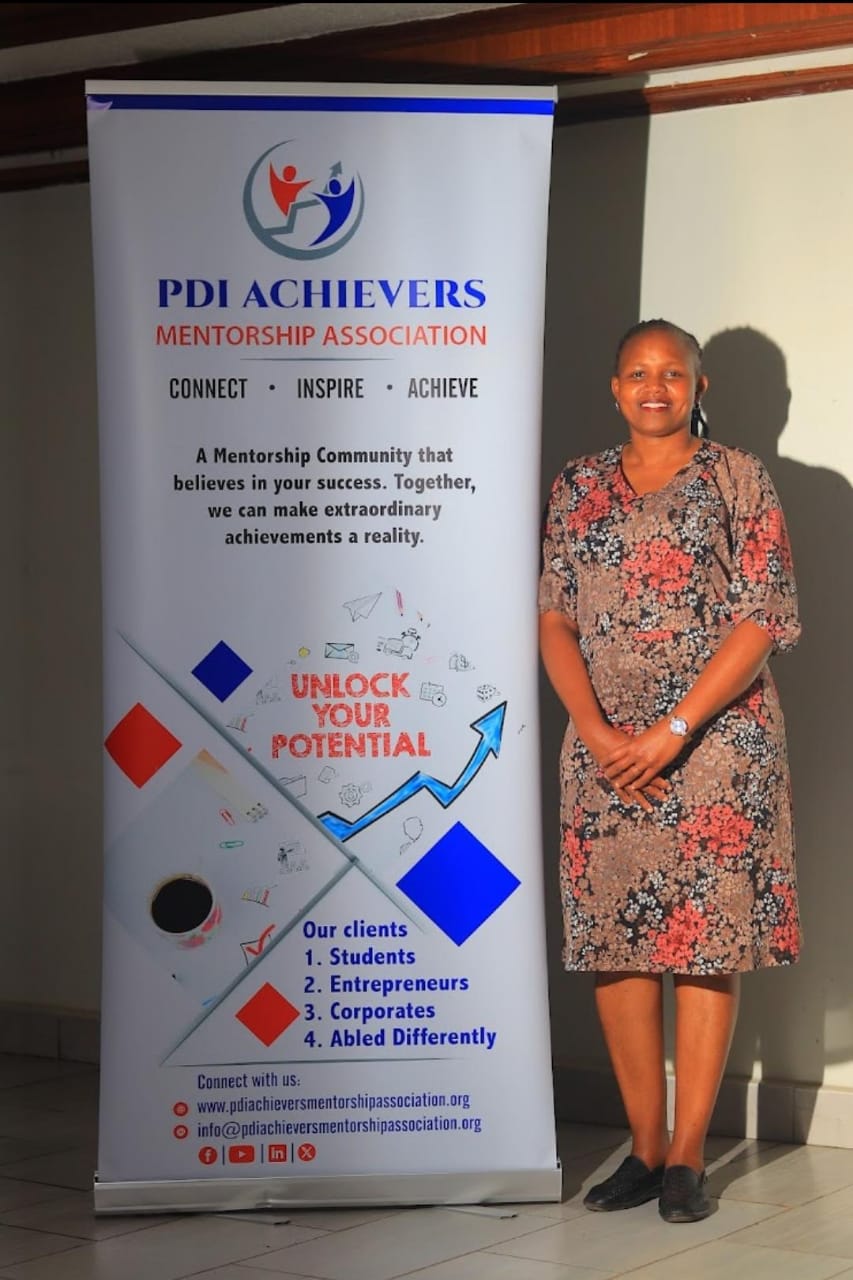 PDI ACHIEVERS
MENTORSHIP ASSOCIATION
CONNECT • INSPIRE • ACHIEVE
A Mentorship Community that
believes in your success. Together,
we can make extraordinary
achievements a reality.
UNLOCK
YOUR
POTENTIAL
Our clients
1. Students
2. Entrepreneurs
3. Corporates
4. Abled Differently
Connect with us:
www.pdiachieversmentorshipassociation.org
info@pdiachieversmentorshipassociation.org